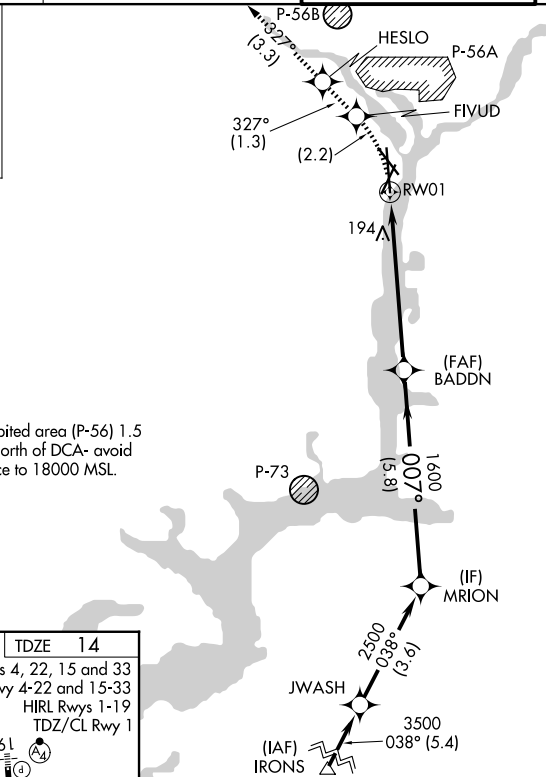 P-56B
327°
(3.3)
HESLO
P-56A
327°
(1.3)
(2.2)
FIVUD
RW01
194
(FAF)
BADDN
bited area (P-56) 1.5
orth of DCA- avoid
ce to 18000 MSL.
P-73
1600
007°
(5.8)
(IF)
MRION
2500
038°
(3.6)
JWASH
3500
038° (5.4)
(IAF)
IRONS
TDZE 14
s 4, 22, 15 and 33
wy 4-22 and 15-33
HIRL Rwys 1-19
TDZ/CL Rwy 1
A4